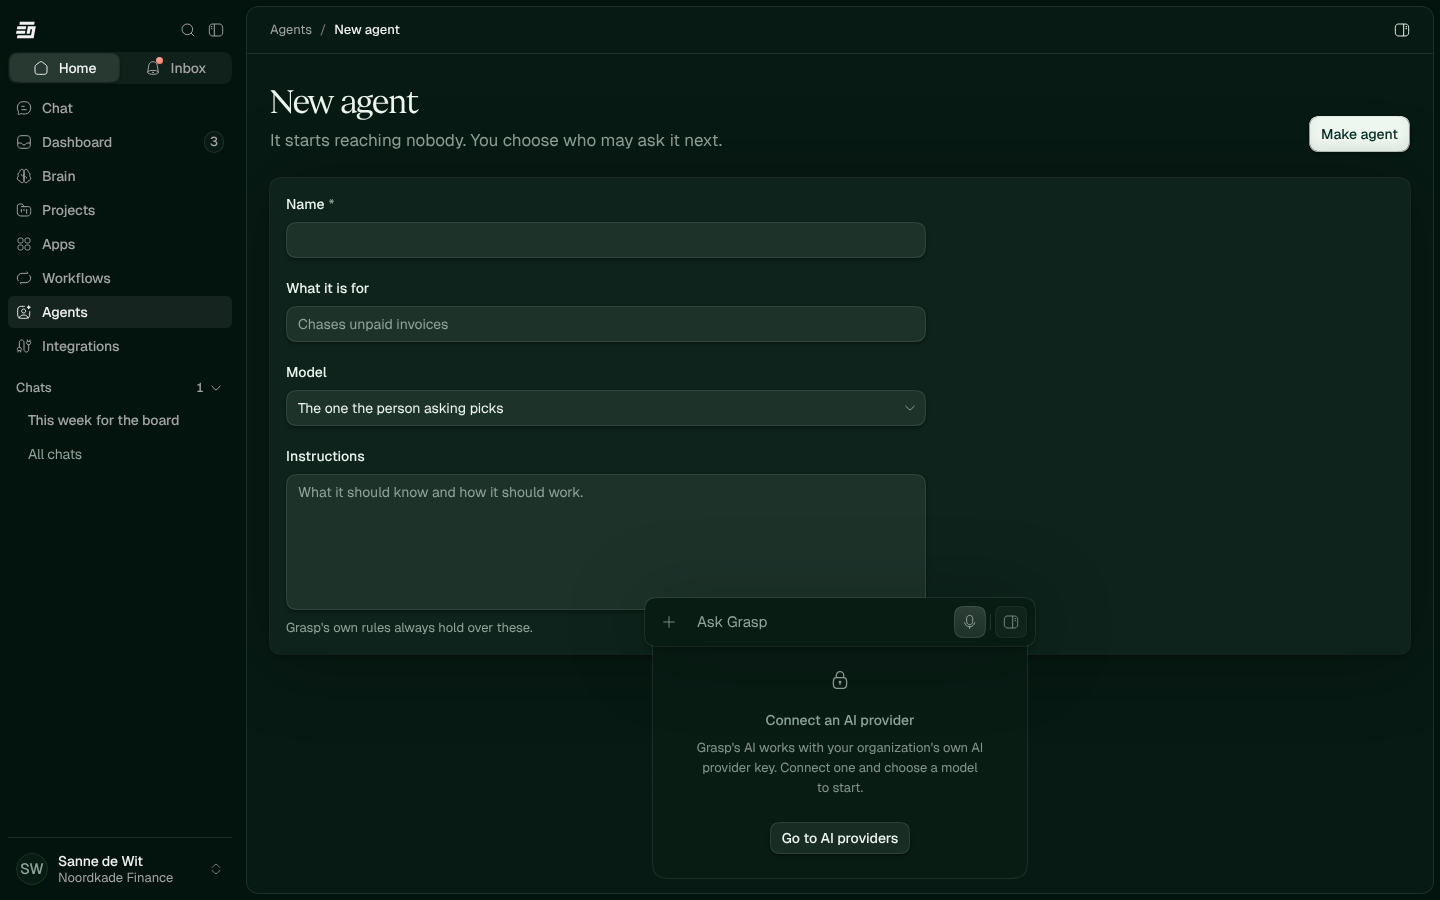 Agents / New agent
Home
Inbox
Chat
Dashboard
3
Brain
Projects
Apps
Workflows
Agents
Integrations
Chats
1
This week for the board
All chats
SW
Sanne de Wit
Noordkade Finance
New agent
It starts reaching nobody. You choose who may ask it next.
Make agent
Name *
What it is for
Chases unpaid invoices
Model
The one the person asking picks
Instructions
What it should know and how it should work.
Grasp's own rules always hold over these.
Ask Grasp
Connect an AI provider
Grasp's AI works with your organization's own AI
provider key. Connect one and choose a model
to start.
Go to AI providers